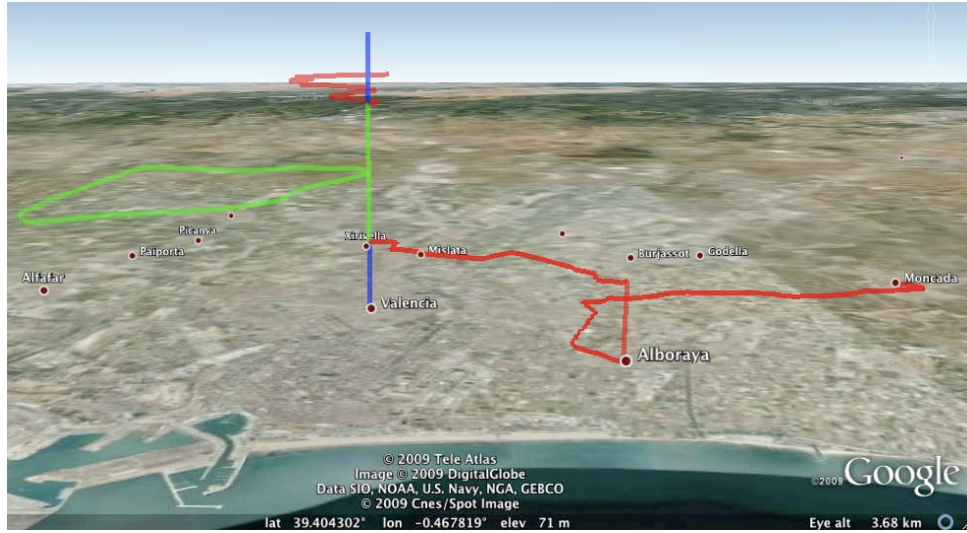 Xirivella
Mislata
Burjassot
Godella
Picanya
Paiporta
Alfafar
Moncada
Valencia
Alboraya
© 2009 Tele Atlas
Image © 2009 DigitalGlobe
Data SIO, NOAA, U.S. Navy, NGA, GEBCO
© 2009 Cnes/Spot Image
©2009 Google
lat 39.404302° lon -0.467819° elev 71 m
Eye alt 3.68 km